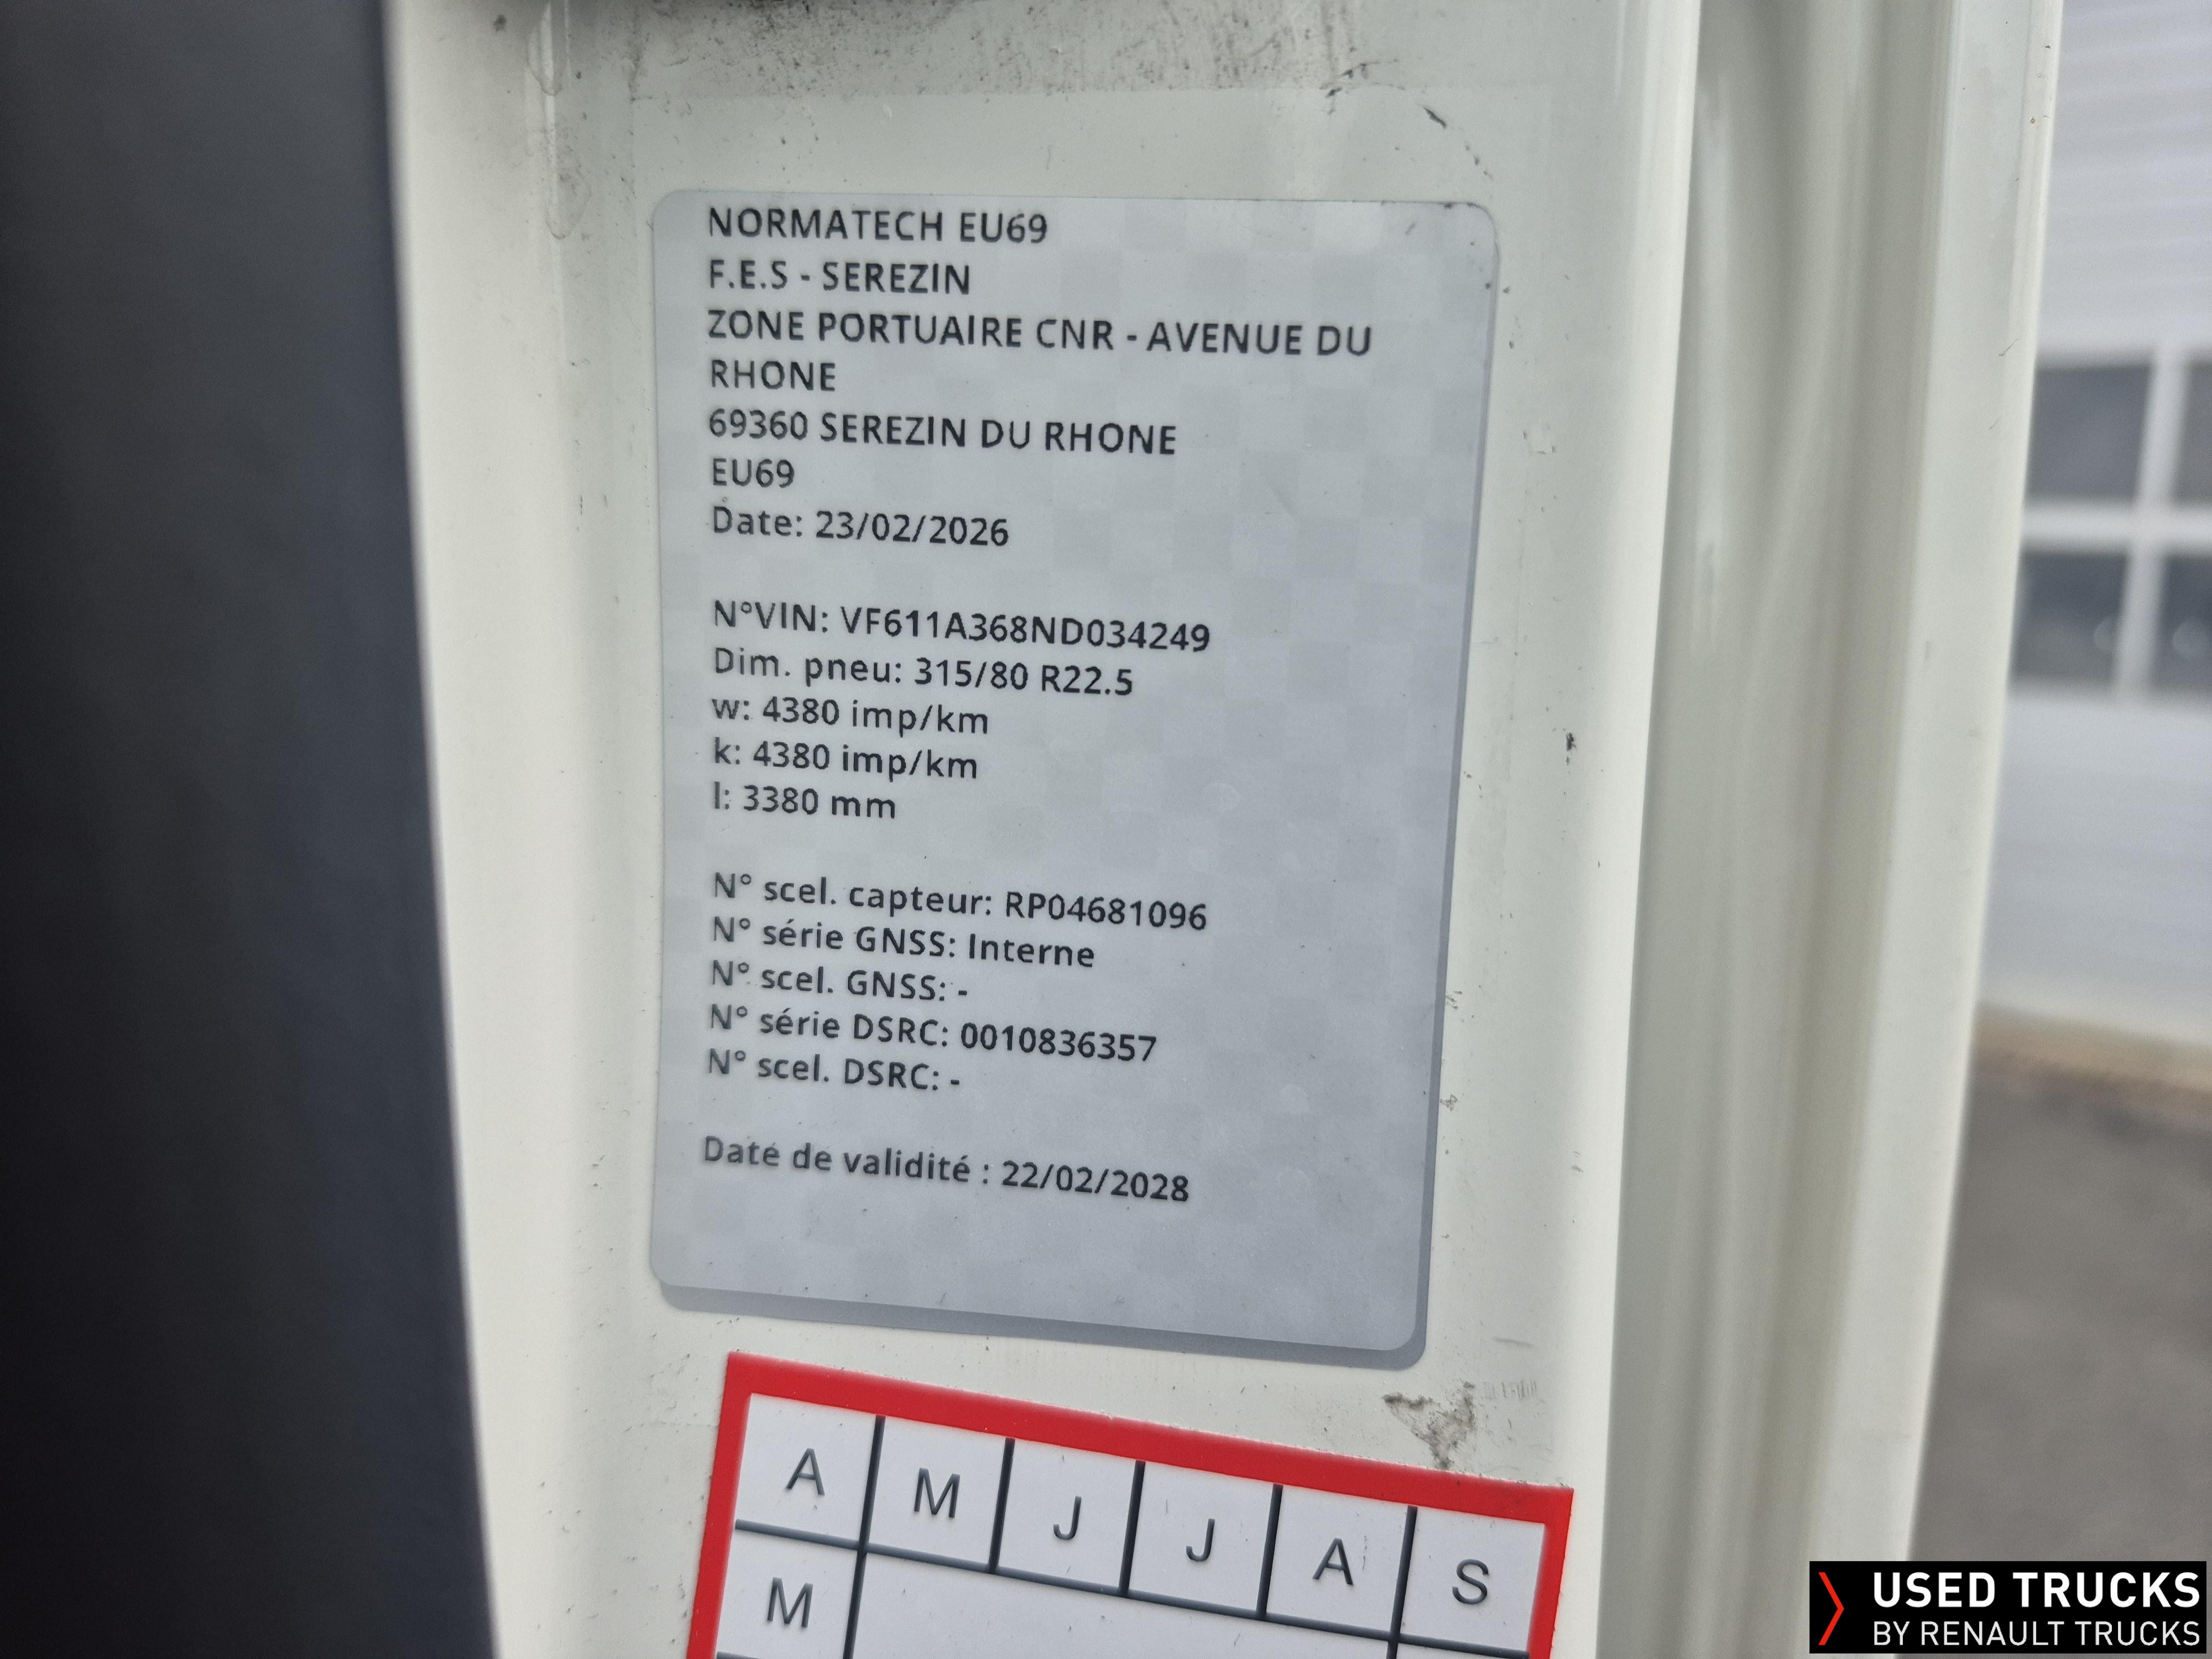 NORMATECH EU69
F.E.S - SEREZIN
ZONE PORTUAIRE CNR - AVENUE DU
RHONE
69360 SEREZIN DU RHONE
EU69
Date: 23/02/2026
N°VIN: VF611A368ND034249
Dim. pneu: 315/80 R22.5
w: 4380 imp/km
k: 4380 imp/km
l: 3380 mm
N° scel. capteur: RP04681096
N° série GNSS: Interne
N° scel. GNSS: -
N° série DSRC: 0010836357
N° scel. DSRC: -
Date de validité : 22/02/2028
A M J J A S
M
USED TRUCKS
BY RENAULT TRUCKS